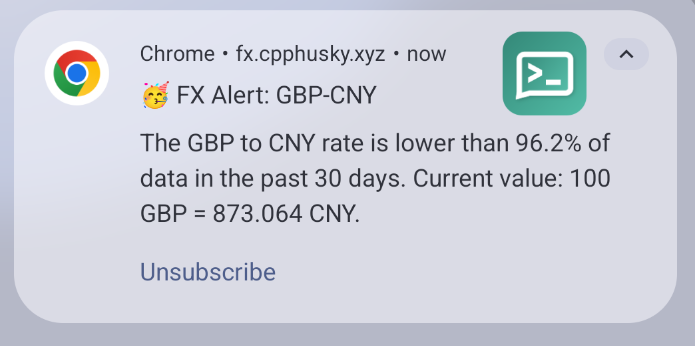 Chrome • fx.cpphusky.xyz • now
🥳 FX Alert: GBP-CNY
The GBP to CNY rate is lower than 96.2% of
data in the past 30 days. Current value: 100
GBP = 873.064 CNY.
Unsubscribe